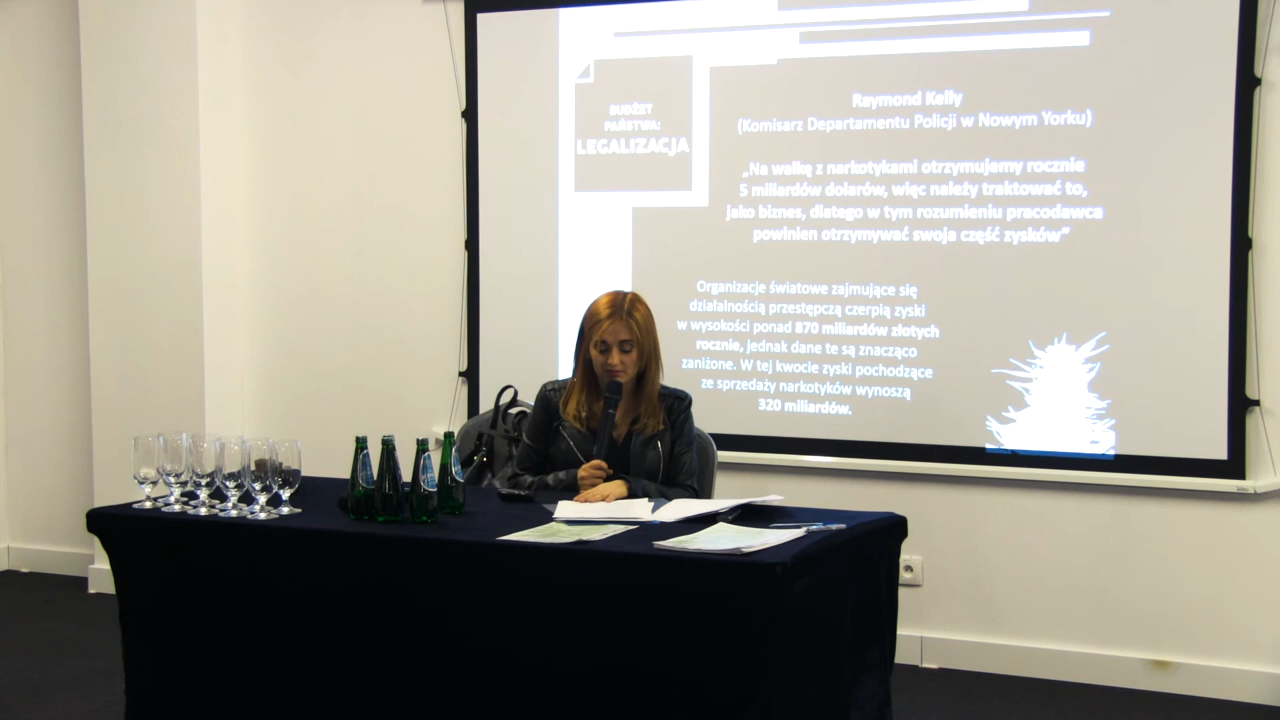 BUDŻET
PAŃSTWA:
LEGALIZACJA
Raymond Kelly
(Komisarz Departamentu Policji w Nowym Yorku)
„Na walkę z narkotykami otrzymujemy rocznie
5 miliardów dolarów, więc należy traktować to,
jako biznes, dlatego w tym rozumieniu pracodawca
powinien otrzymywać swoja część zysków”
Organizacje światowe zajmujące się
działalnością przestępczą czerpią zyski
w wysokości ponad 870 miliardów złotych
rocznie, jednak dane te są znacząco
zaniżone. W tej kwocie zyski pochodzące
ze sprzedaży narkotyków wynoszą
320 miliardów.